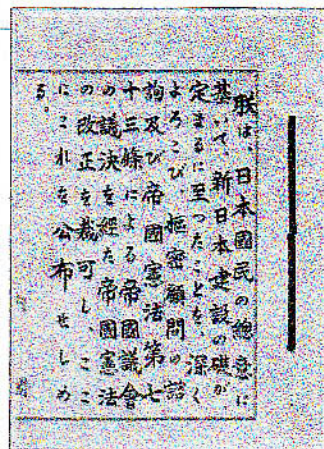 朕は、日本國民の總意に
基いて、新日本建設の礎が、
定まるに至つたことを、深く
よろこび、樞密顧問の諮
詢及び帝國憲法第七
十三條による帝國議會
の議決を経た帝國憲法
の改正を裁可し、ここ
にこれを公布せしめ
る。